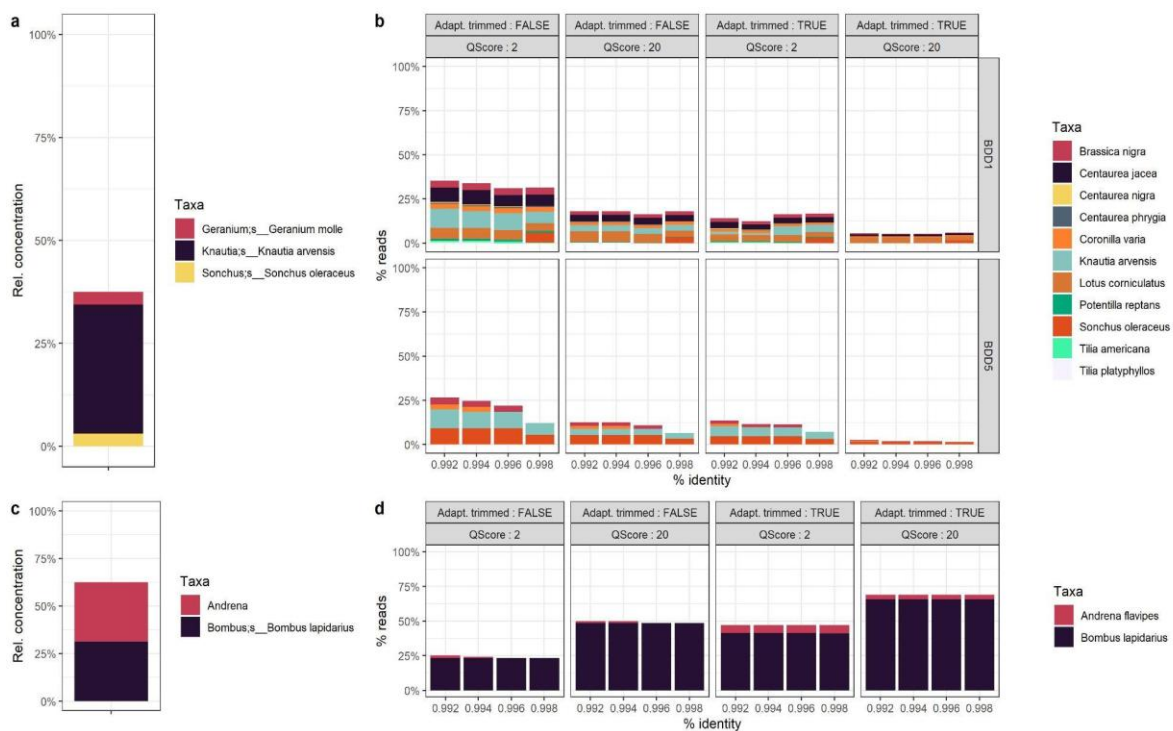 a
100%
75%
50%
25%
0%
Rel. concentration
Taxa
Geranium;s__Geranium molle
Knautia;s__Knautia arvensis
Sonchus;s__Sonchus oleraceus
b
Adapt. trimmed : FALSE
Adapt. trimmed : FALSE
Adapt. trimmed : TRUE
Adapt. trimmed : TRUE
QScore : 2
QScore : 20
QScore : 2
QScore : 20
100%
75%
50%
25%
0%
BDD1
100%
75%
50%
25%
0%
BDD5
% reads
0.992 0.994 0.996 0.998
0.992 0.994 0.996 0.998
0.992 0.994 0.996 0.998
0.992 0.994 0.996 0.998
% identity
Taxa
Brassica nigra
Centaurea jacea
Centaurea nigra
Centaurea phrygia
Coronilla varia
Knautia arvensis
Lotus corniculatus
Potentilla reptans
Sonchus oleraceus
Tilia americana
Tilia platyphyllos
c
100%
75%
50%
25%
0%
Rel. concentration
Taxa
Andrena
Bombus;s__Bombus lapidarius
d
Adapt. trimmed : FALSE
Adapt. trimmed : FALSE
Adapt. trimmed : TRUE
Adapt. trimmed : TRUE
QScore : 2
QScore : 20
QScore : 2
QScore : 20
100%
75%
50%
25%
0%
% reads
0.992 0.994 0.996 0.998
0.992 0.994 0.996 0.998
0.992 0.994 0.996 0.998
0.992 0.994 0.996 0.998
% identity
Taxa
Andrena flavipes
Bombus lapidarius